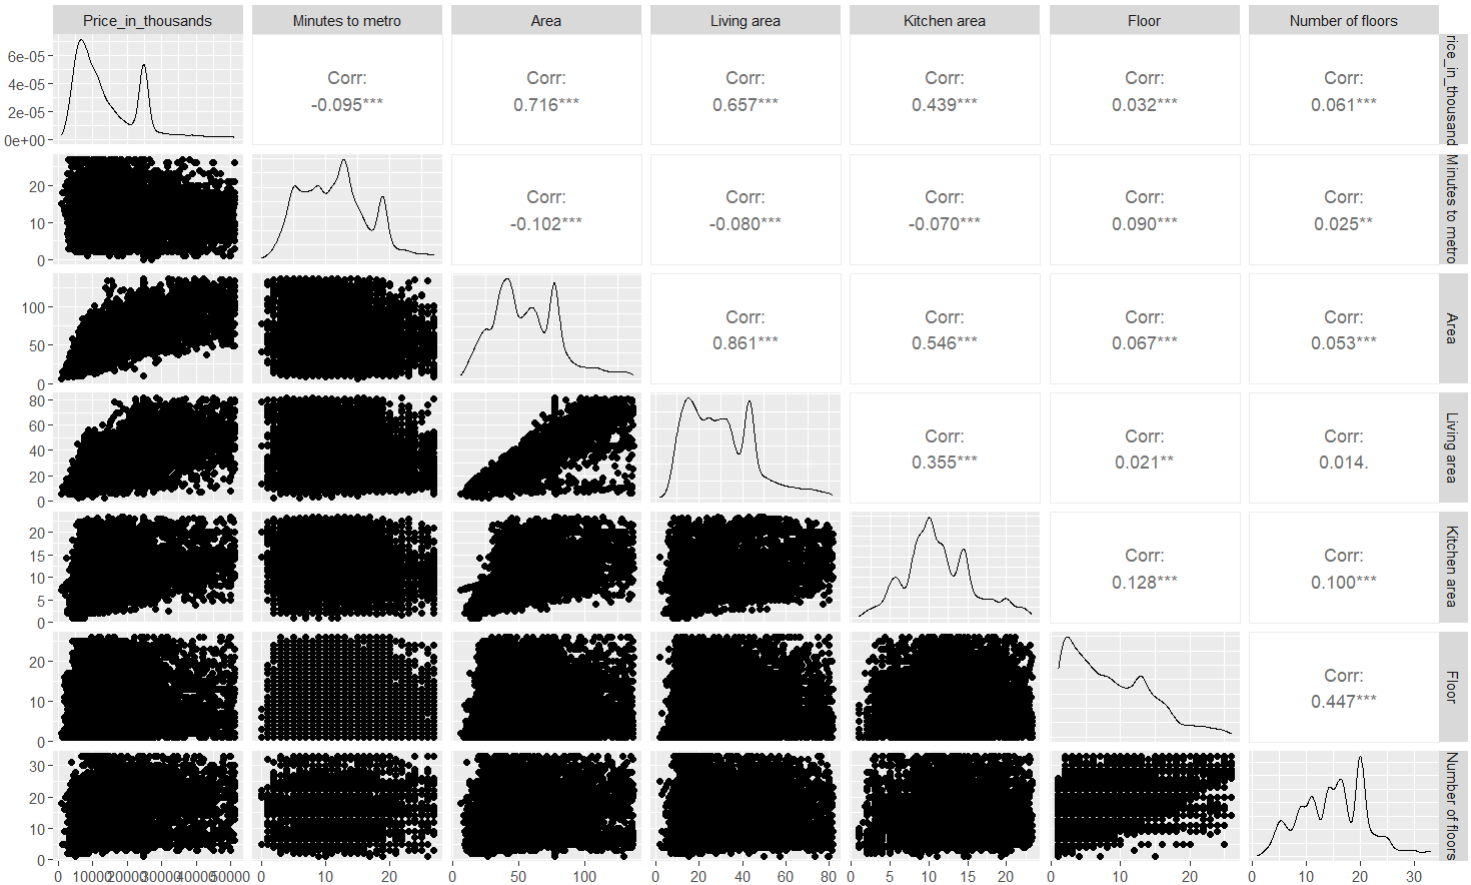 Price_in_thousands Minutes to metro Area Living area Kitchen area Floor Number of floors
6e-05
4e-05
2e-05
0e+00
Corr:
-0.095***
Corr:
0.716***
Corr:
0.657***
Corr:
0.439***
Corr:
0.032***
Corr:
0.061***
rice_in_thousand
20
10
0
Corr:
-0.102***
Corr:
-0.080***
Corr:
-0.070***
Corr:
0.090***
Corr:
0.025**
Minutes to metro
100
50
0
Corr:
0.861***
Corr:
0.546***
Corr:
0.067***
Corr:
0.053***
Area
80
60
40
20
0
Corr:
0.355***
Corr:
0.021**
Corr:
0.014.
Living area
20
15
10
5
0
Corr:
0.128***
Corr:
0.100***
Kitchen area
20
10
0
Corr:
0.447***
Floor
30
20
10
0
Number of floors
0 10000 20000 30000 40000 50000 0 10 20 0 50 100 0 20 40 60 80 0 5 10 15 20 0 10 20 0 10 20 30